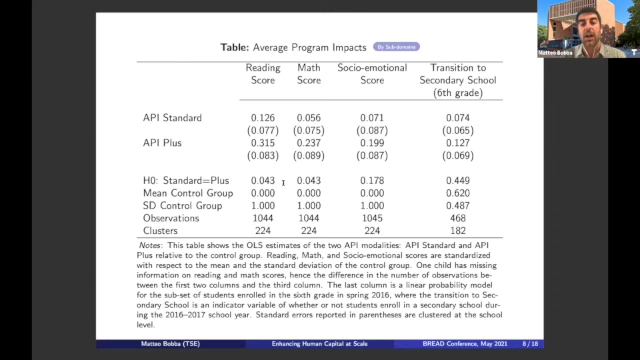 Matteo Bobba
Table: Average Program Impacts By Sub-domains
Reading Math Socio-emotional Transition to
Score Score Score Secondary School
(6th grade)
API Standard 0.126 0.056 0.071 0.074
(0.077) (0.075) (0.087) (0.065)
API Plus 0.315 0.237 0.199 0.127
(0.083) (0.089) (0.087) (0.069)
H0: Standard=Plus 0.043 0.043 0.178 0.449
Mean Control Group 0.000 0.000 0.000 0.620
SD Control Group 1.000 1.000 1.000 0.487
Observations 1044 1044 1045 468
Clusters 224 224 224 182
Notes: This table shows the OLS estimates of the two API modalities: API Standard and API
Plus relative to the control group. Reading, Math, and Socio-emotional scores are standardized
with respect to the mean and the standard deviation of the control group. One child has missing
information on reading and math scores, hence the difference in the number of observations be-
tween the first two columns and the third column. The last column is a linear probability model
for the sub-set of students enrolled in the sixth grade in spring 2016, where the transition to Sec-
ondary School is an indicator variable of whether or not students enroll in a secondary school during
the 2016-2017 school year. Standard errors reported in parentheses are clustered at the school
level.
Matteo Bobba (TSE) Enhancing Human Capital at Scale BREAD Conference, May 2021 8 / 18